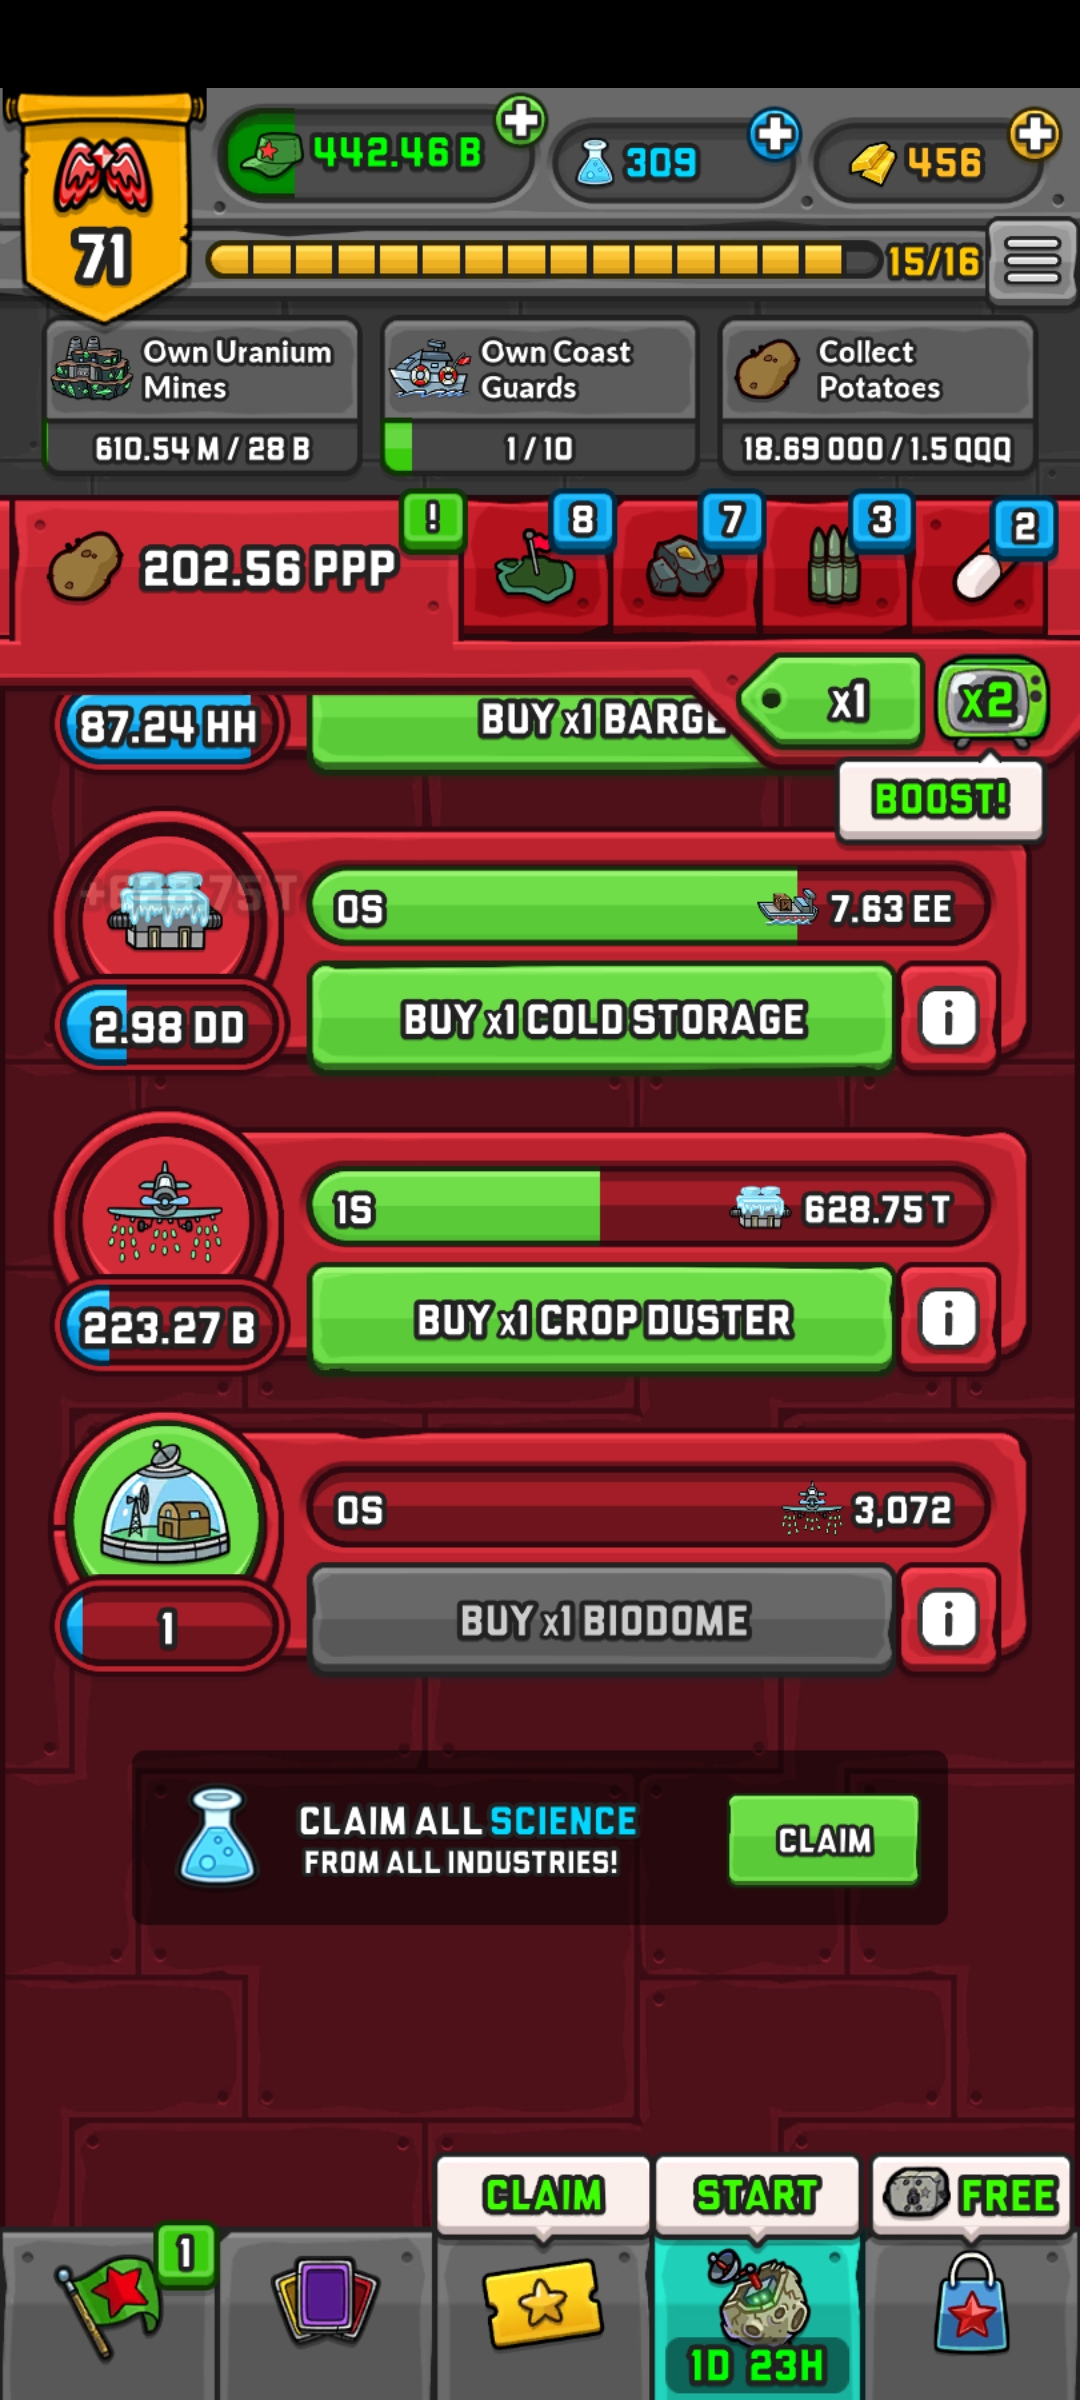 442.46 B
309
456
71
15/16
Own Uranium
Mines
610.54 M / 28 B
Own Coast
Guards
1 / 10
Collect
Potatoes
18.69 OOO / 1.5 QQQ
202.56 PPP
!
8
7
3
2
x1
x2
BOOST!
87.24 HH
BUY x1 BARGE
+628.75 T
0S
7.63 EE
2.98 DD
BUY x1 COLD STORAGE
i
1S
628.75 T
223.27 B
BUY x1 CROP DUSTER
i
0S
3,072
1
BUY x1 BIODOME
i
CLAIM ALL SCIENCE
FROM ALL INDUSTRIES!
CLAIM
CLAIM
START
FREE
1
1D 23H